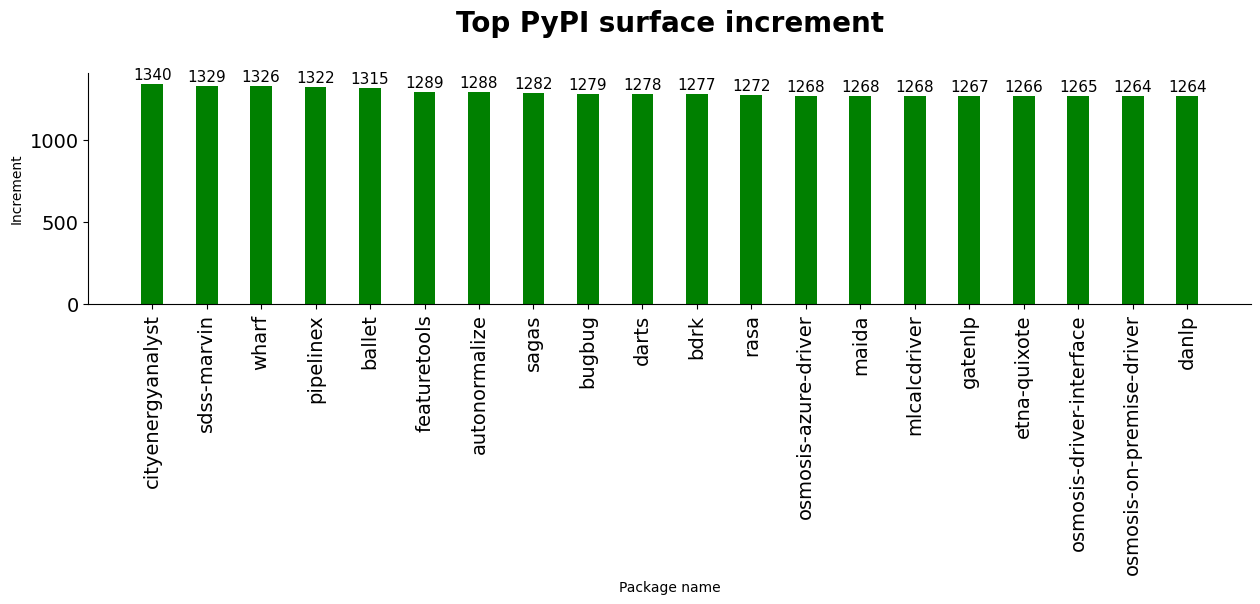 Top PyPI surface increment
1340
1329
1326
1322
1315
1289
1288
1282
1279
1278
1277
1272
1268
1268
1268
1267
1266
1265
1264
1264
Increment
1000
500
0
cityenergyanalyst
sdss-marvin
wharf
pipelinex
ballet
featuretools
autonormalize
sagas
bugbug
darts
bdrk
rasa
osmosis-azure-driver
maida
mlcalcdriver
gatenlp
etna-quixote
osmosis-driver-interface
osmosis-on-premise-driver
danlp
Package name